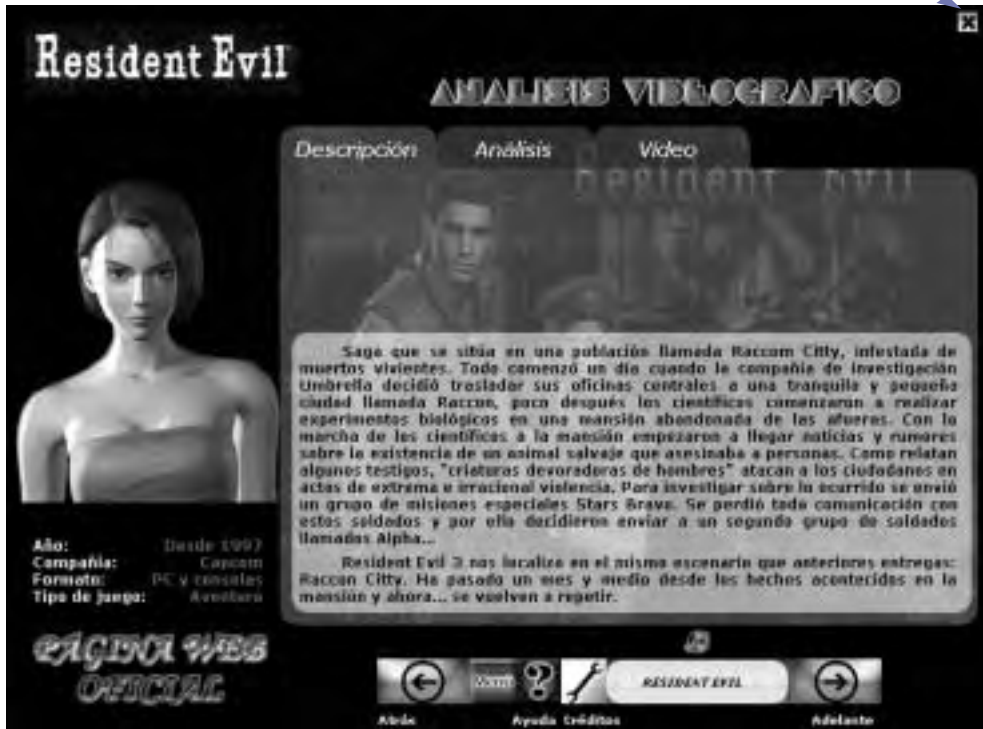 Resident Evil
ANALISIS VIDEOGRAFICO
Descripción Análisis Vídeo
Resident Evil
Saga que se sitúa en una población llamada Raccom Citty, infestada de
muertos vivientes. Todo comenzó un día cuando la compañía de investigación
Umbrella decidió trasladar sus oficinas centrales a una tranquila y pequeña
ciudad llamada Raccon, poco después los científicos comenzaron a realizar
experimentos biológicos en una mansión abandonada de las afueras. Con la
marcha de los científicos a la mansión empezaron a llegar noticias y rumores
sobre la existencia de un animal salvaje que asesinaba a personas. Como relatan
algunos testigos, "criaturas devoradoras de hombres" atacan a los ciudadanos en
actos de extrema e irracional violencia. Para investigar sobre lo ocurrido se envió
un grupo de misiones especiales Stars Bravo. Se perdió toda comunicación con
estos soldados y por ello decidieron enviar a un segundo grupo de soldados
llamados Alpha...
Resident Evil 3 nos localiza en el mismo escenario que anteriores entregas:
Raccon Citty. Ha pasado un mes y medio desde los hechos acontecidos en la
mansión y ahora... se vuelven a repetir.
Año: Desde 1997
Compañía: Capcom
Formato: PC y consolas
Tipo de juego: Aventura
PÁGINA WEB
OFICIAL
RESIDENT EVIL
Atrás Ayuda Créditos Adelante